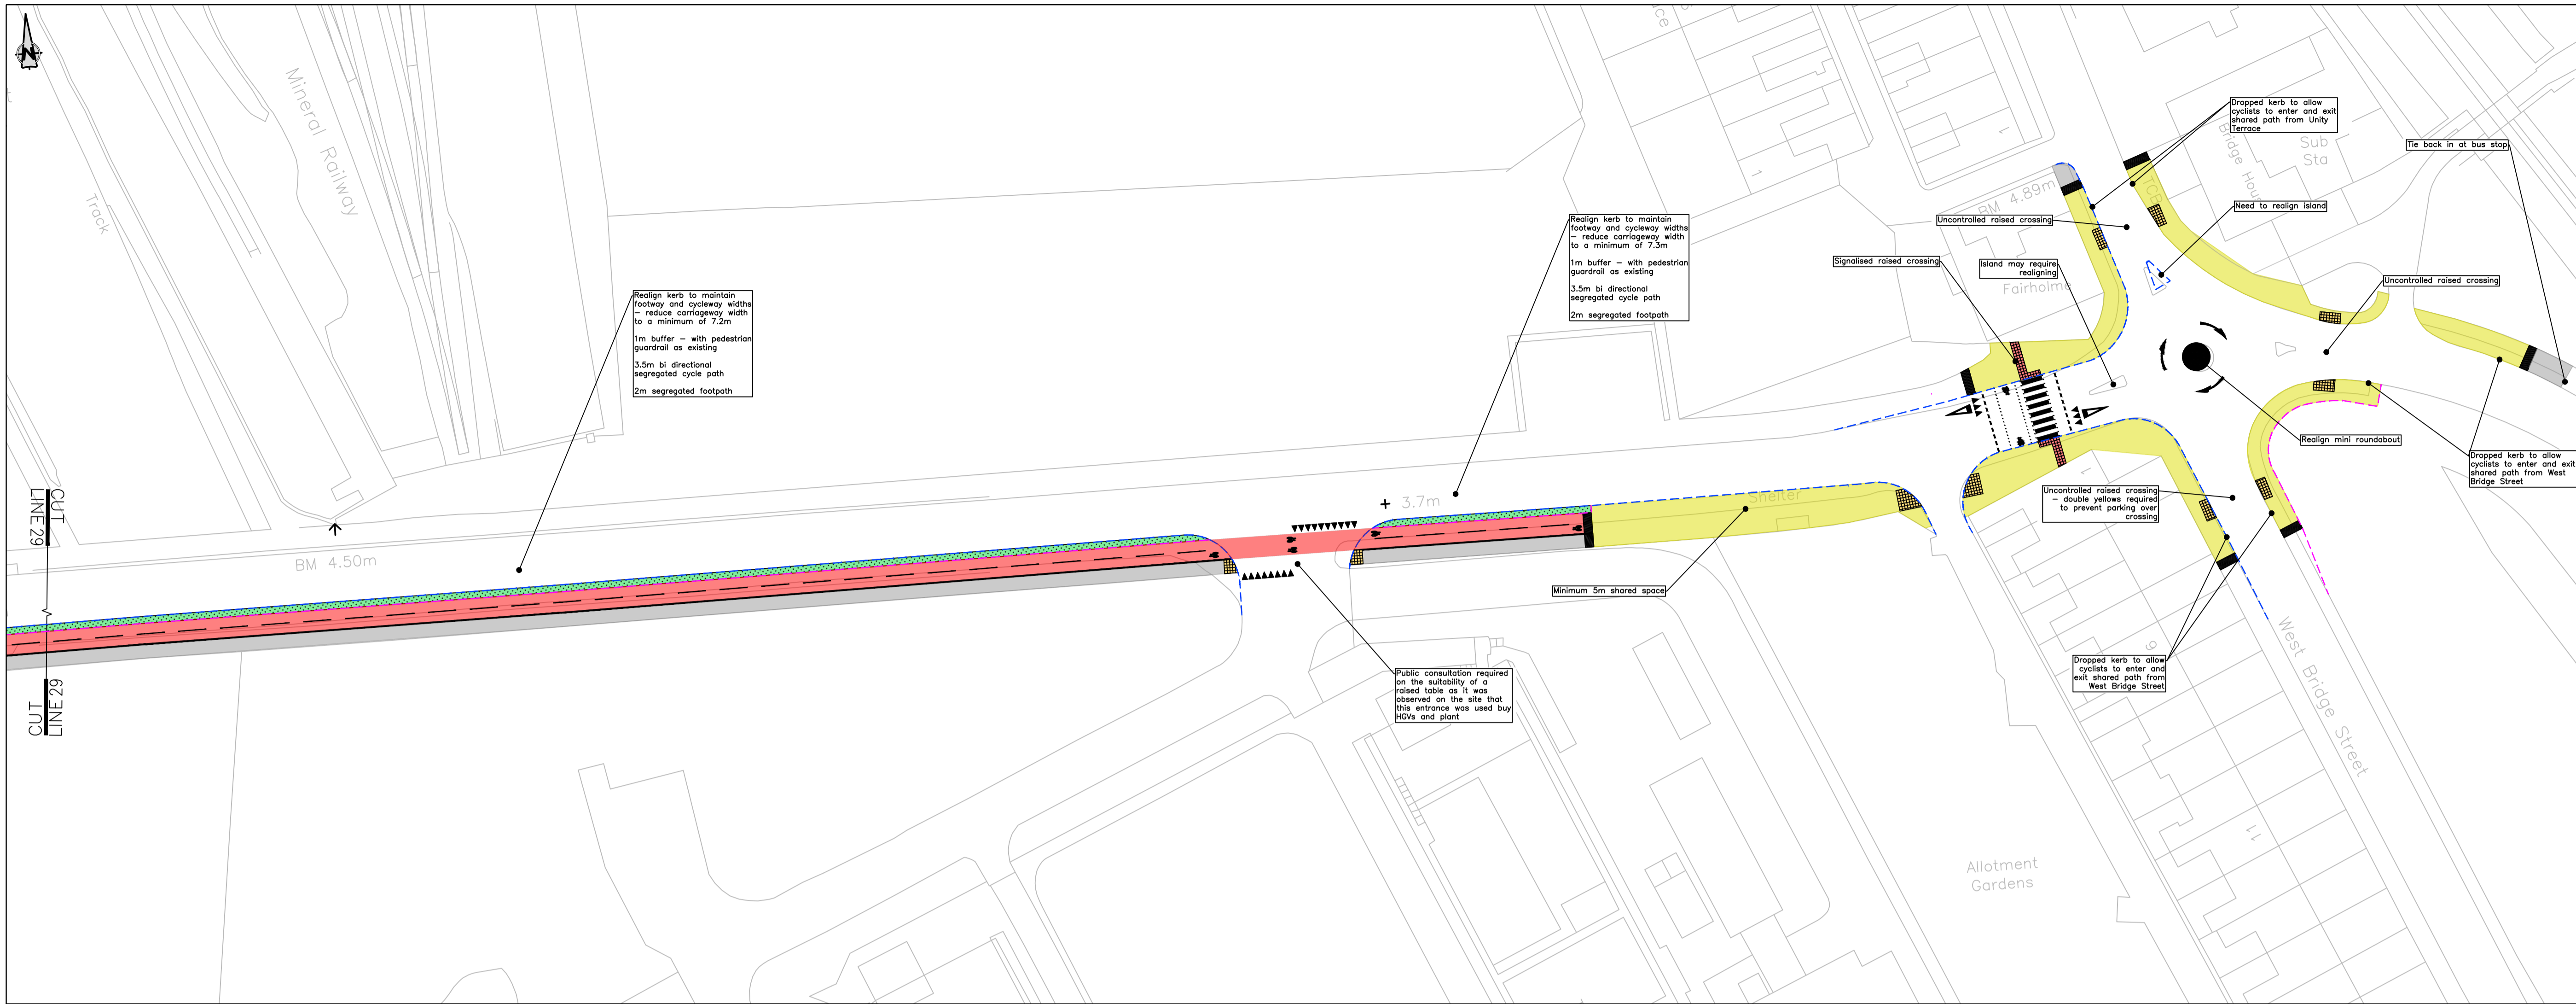 N
Mineral Railway
Track
CUT
LINE 29
CUT
LINE 29
BM 4.50m
Realign kerb to maintain
footway and cycleway widths
– reduce carriageway width
to a minimum of 7.2m
1m buffer – with pedestrian
guardrail as existing
3.5m bi directional
segregated cycle path
2m segregated footpath
Realign kerb to maintain
footway and cycleway widths
– reduce carriageway width
to a minimum of 7.3m
1m buffer – with pedestrian
guardrail as existing
3.5m bi directional
segregated cycle path
2m segregated footpath
3.7m
Shelter
Minimum 5m shared space
Public consultation required
on the suitability of a
raised table as it was
observed on the site that
this entrance was used buy
HGVs and plant
1
1
BM 4.89m
Uncontrolled raised crossing
Signalised raised crossing
Island may require
realigning
Fairholme
TCB
Dropped kerb to allow
cyclists to enter and exit
shared path from Unity
Terrace
Bridge House
Sub
Sta
Tie back in at bus stop
Need to realign island
Uncontrolled raised crossing
Realign mini roundabout
Dropped kerb to allow
cyclists to enter and exit
shared path from West
Bridge Street
Uncontrolled raised crossing
– double yellows required
to prevent parking over
crossing
1
Dropped kerb to allow
cyclists to enter and
exit shared path from
West Bridge Street
9
11
West Bridge Street
Allotment
Gardens